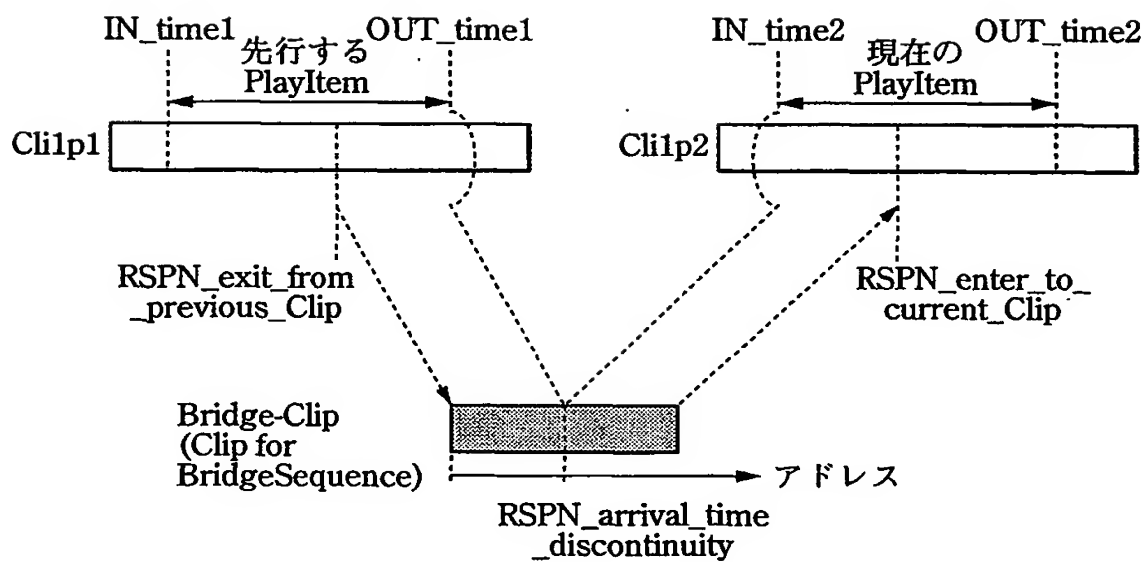 IN_time1
先行する
PlayItem
OUT_time1
IN_time2
現在の
PlayItem
OUT_time2
Cli1p1
Cli1p2
RSPN_exit_from
_previous_Clip
RSPN_enter_to_
current_Clip
Bridge-Clip
(Clip for
BridgeSequence)
アドレス
RSPN_arrival_time
_discontinuity